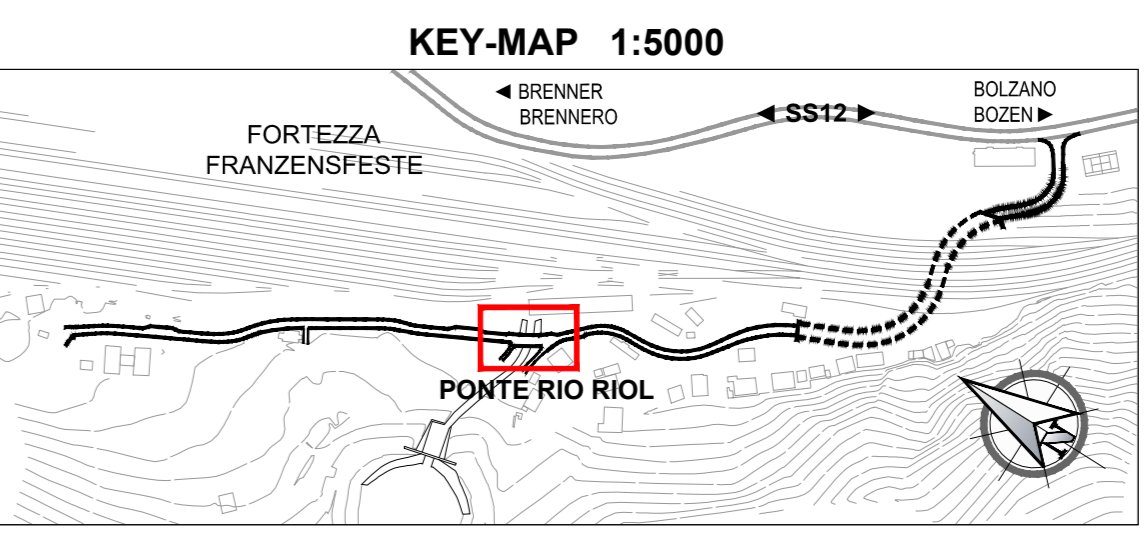 KEY-MAP 1:5000
◄ BRENNER
BRENNERO
◄ SS12 ►
BOLZANO
BOZEN ►
FORTEZZA
FRANZENSFESTE
PONTE RIO RIOL